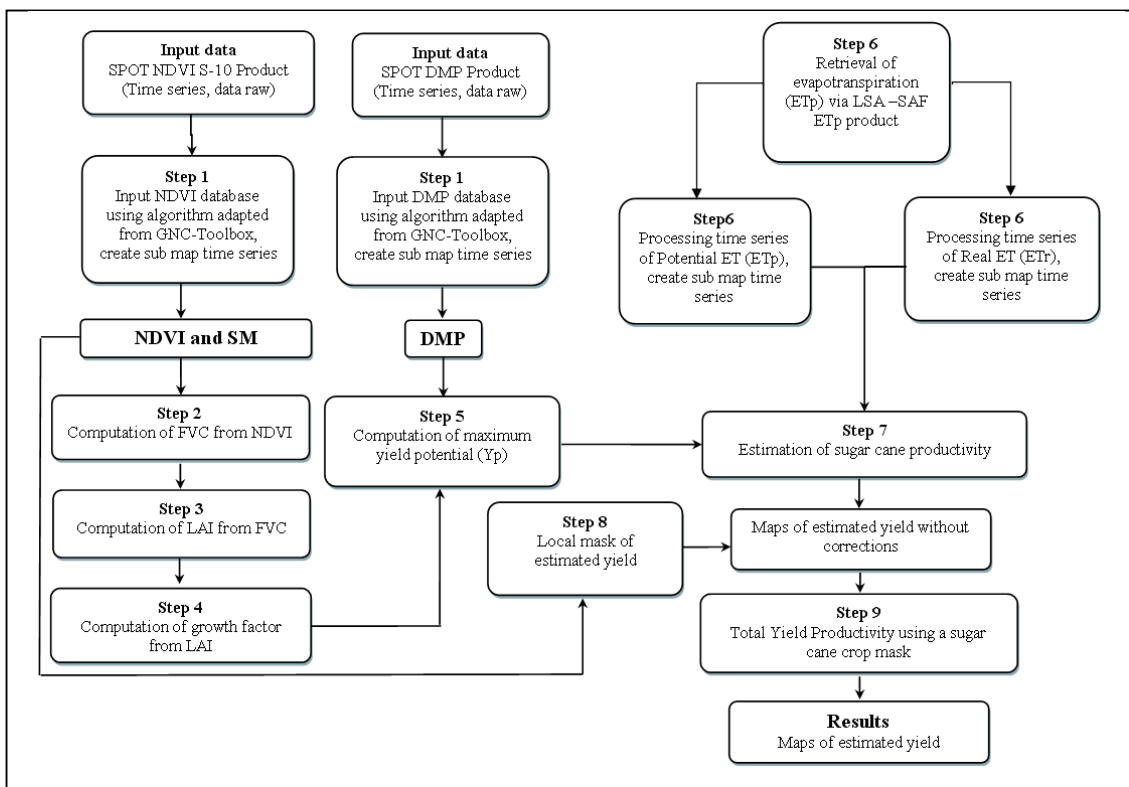 Input data
SPOT NDVI S-10 Product
(Time series, data raw)
Input data
SPOT DMP Product
(Time series, data raw)
Step 6
Retrieval of
evapotranspiration
(ETp) via LSA –SAF
ETp product
Step 1
Input NDVI database
using algorithm adapted
from GNC-Toolbox,
create sub map time series
Step 1
Input DMP database
using algorithm adapted
from GNC-Toolbox,
create sub map time series
Step6
Processing time series
of Potential ET (ETp),
create sub map time
series
Step 6
Processing time series
of Real ET (ETr),
create sub map time
series
NDVI and SM
DMP
Step 2
Computation of FVC from NDVI
Step 5
Computation of maximum
yield potential (Yp)
Step 7
Estimation of sugar cane productivity
Step 3
Computation of LAI from FVC
Step 8
Local mask of
estimated yield
Maps of estimated yield without
corrections
Step 4
Computation of growth factor
from LAI
Step 9
Total Yield Productivity using a sugar
cane crop mask
Results
Maps of estimated yield